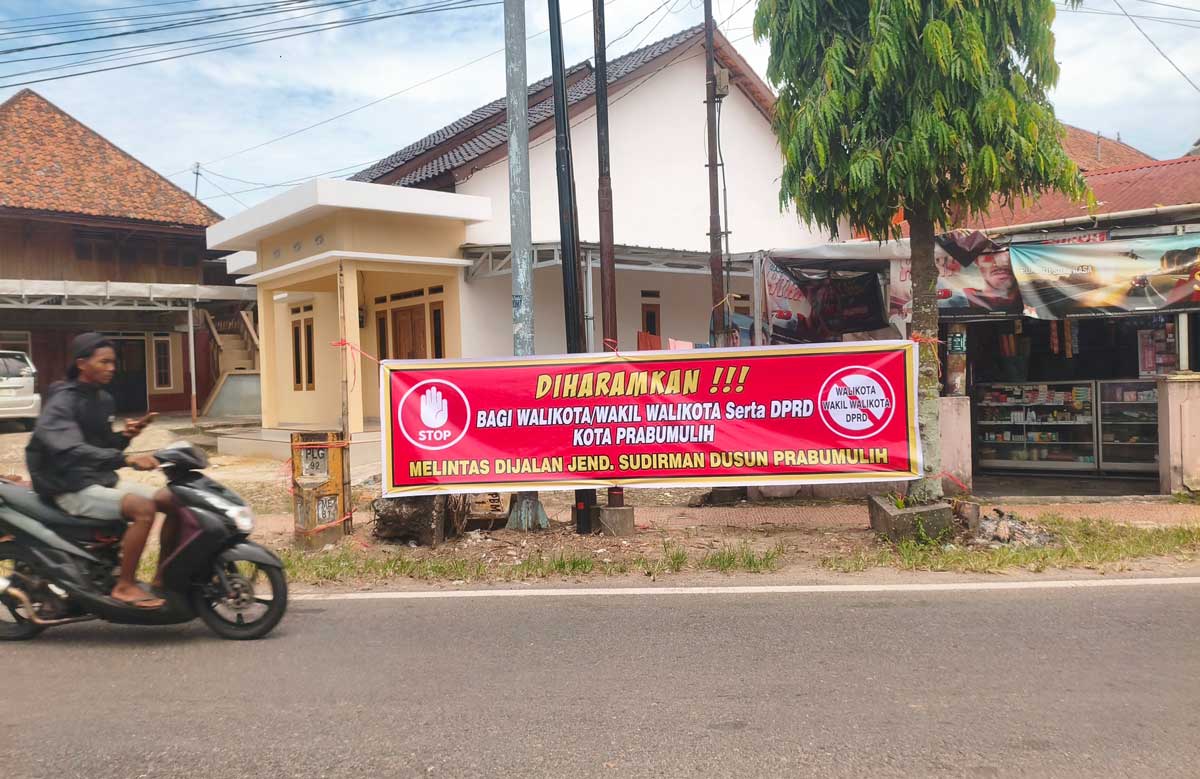 DIHARAMKAN !!!
BAGI WALIKOTA/WAKIL WALIKOTA Serta DPRD
KOTA PRABUMULIH
MELINTAS DIJALAN JEND. SUDIRMAN DUSUN PRABUMULIH
STOP
WALIKOTA
WAKIL WALIKOTA
DPRD
PLG
92